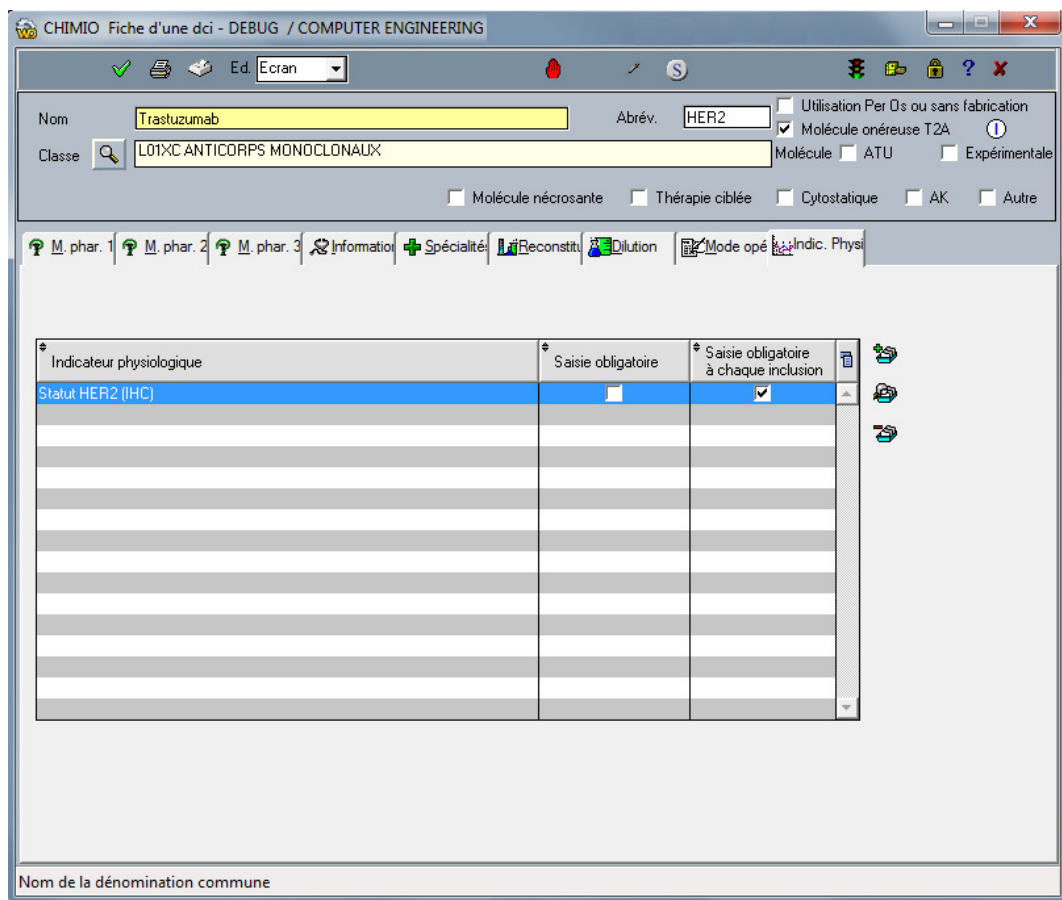 CHIMIO Fiche d'une dci - DEBUG / COMPUTER ENGINEERING
Ed. Ecran
S
?
Nom Trastuzumab Abrév. HER2 Utilisation Per Os ou sans fabrication
Molécule onéreuse T2A
Classe L01XC ANTICORPS MONOCLONAUX Molécule ATU Expérimentale
Molécule nécrosante Thérapie ciblée Cytostatique AK Autre
M. phar. 1 M. phar. 2 M. phar. 3 Information Spécialités Reconstitu Dilution Mode opé Indic. Physi
Indicateur physiologique Saisie obligatoire Saisie obligatoire
à chaque inclusion
Statut HER2 (IHC)
Nom de la dénomination commune